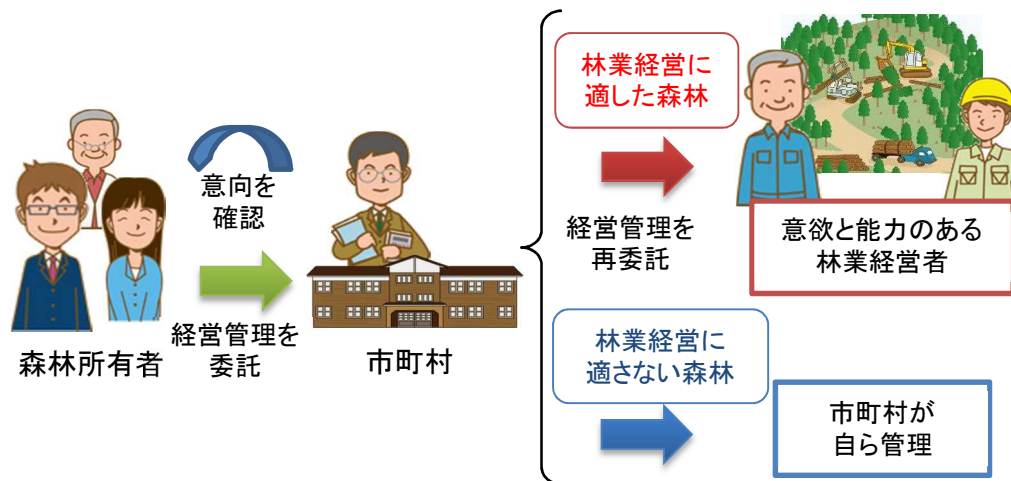 森林所有者
意向を
確認
経営管理を
委託
市町村
林業経営に
適した森林
経営管理を
再委託
意欲と能力のある
林業経営者
林業経営に
適さない森林
市町村が
自ら管理